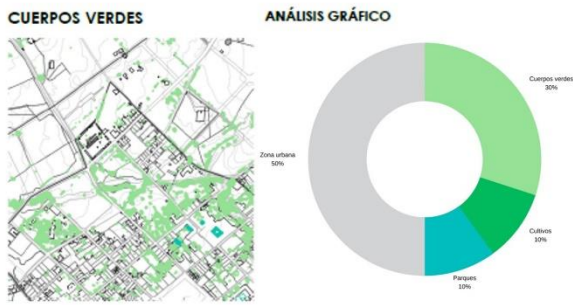 CUERPOS VERDES
ANÁLISIS GRÁFICO
Cuerpos verdes
30%
Zona urbana
50%
Cultivos
10%
Parques
10%